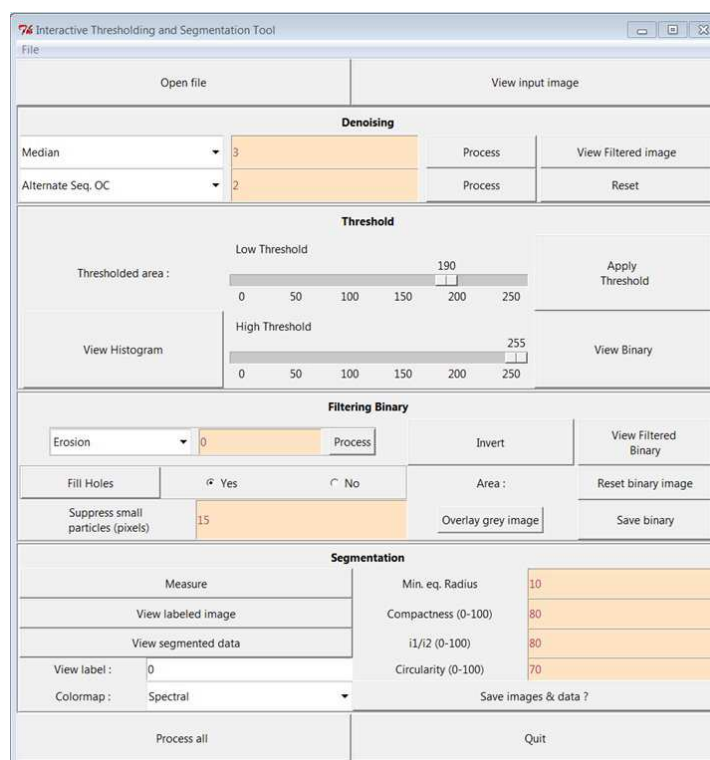 Interactive Thresholding and Segmentation Tool
File
Open file View input image
Denoising
Median 3 Process View Filtered image
Alternate Seq. OC 2 Process Reset
Threshold
Low Threshold
Thresholded area : 190 Apply
Threshold
0 50 100 150 200 250
High Threshold
View Histogram 255 View Binary
0 50 100 150 200 250
Filtering Binary
Erosion 0 Process Invert View Filtered
Binary
Fill Holes Yes No Area : Reset binary image
Suppress small
particles (pixels) 15 Overlay grey image Save binary
Segmentation
Measure Min. eq. Radius 10
View labeled image Compactness (0-100) 80
View segmented data i1/i2 (0-100) 80
View label : 0 Circularity (0-100) 70
Colormap : Spectral Save images & data ?
Process all Quit